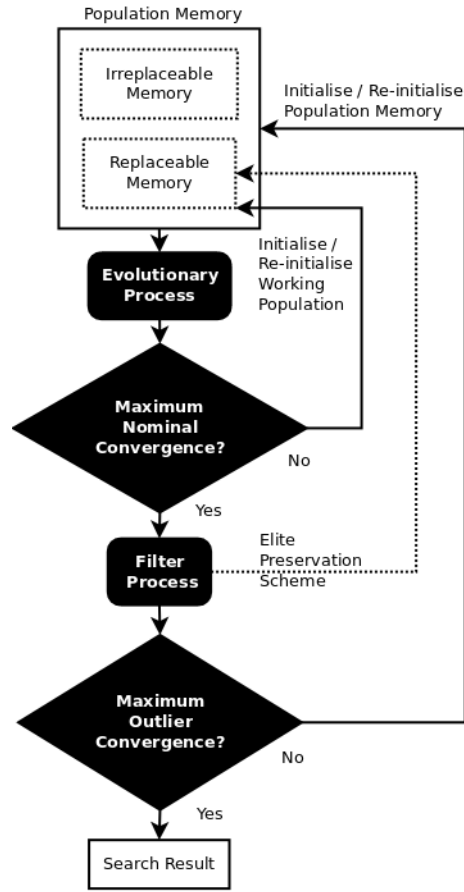 Population Memory
Irreplaceable
Memory
Initialise / Re-initialise
Population Memory
Replaceable
Memory
Initialise /
Re-initialise
Working
Population
Evolutionary
Process
Maximum
Nominal
Convergence?
No
Yes
Elite
Preservation
Scheme
Filter
Process
Maximum
Outlier
Convergence?
No
Yes
Search Result